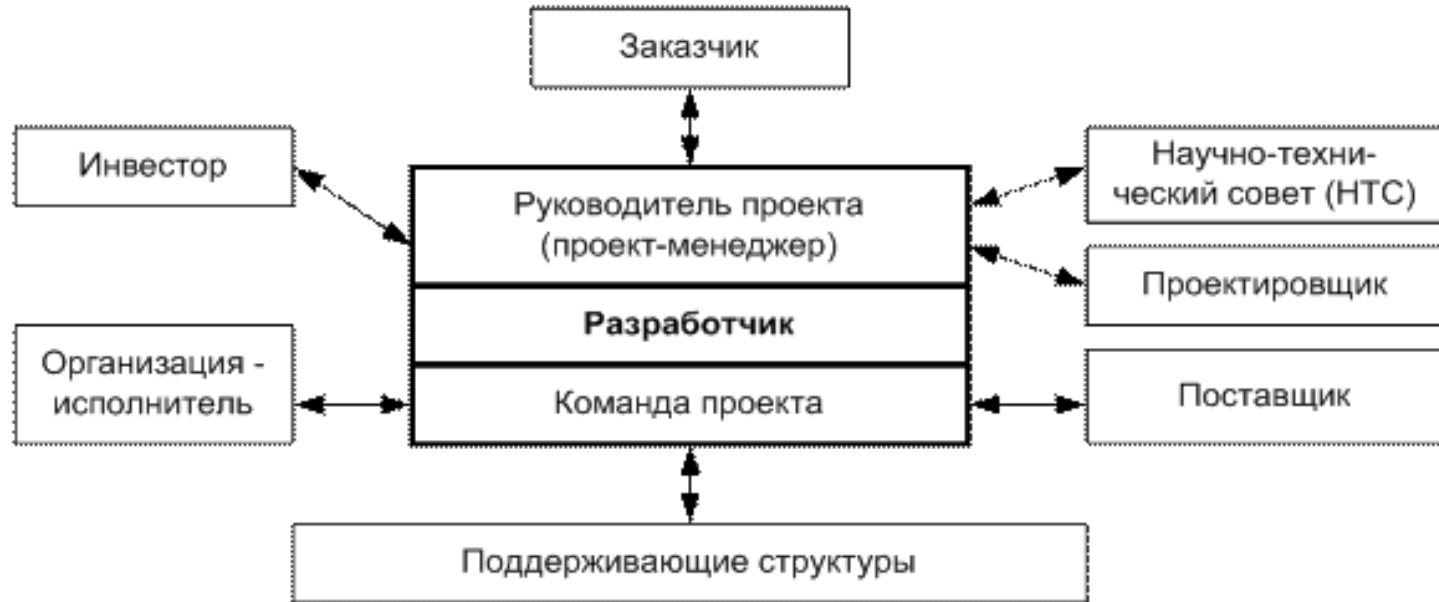 Заказчик
Инвестор
Научно-техни-
ческий совет (НТС)
Руководитель проекта
(проект-менеджер)
Проектировщик
Разработчик
Организация -
исполнитель
Команда проекта
Поставщик
Поддерживающие структуры